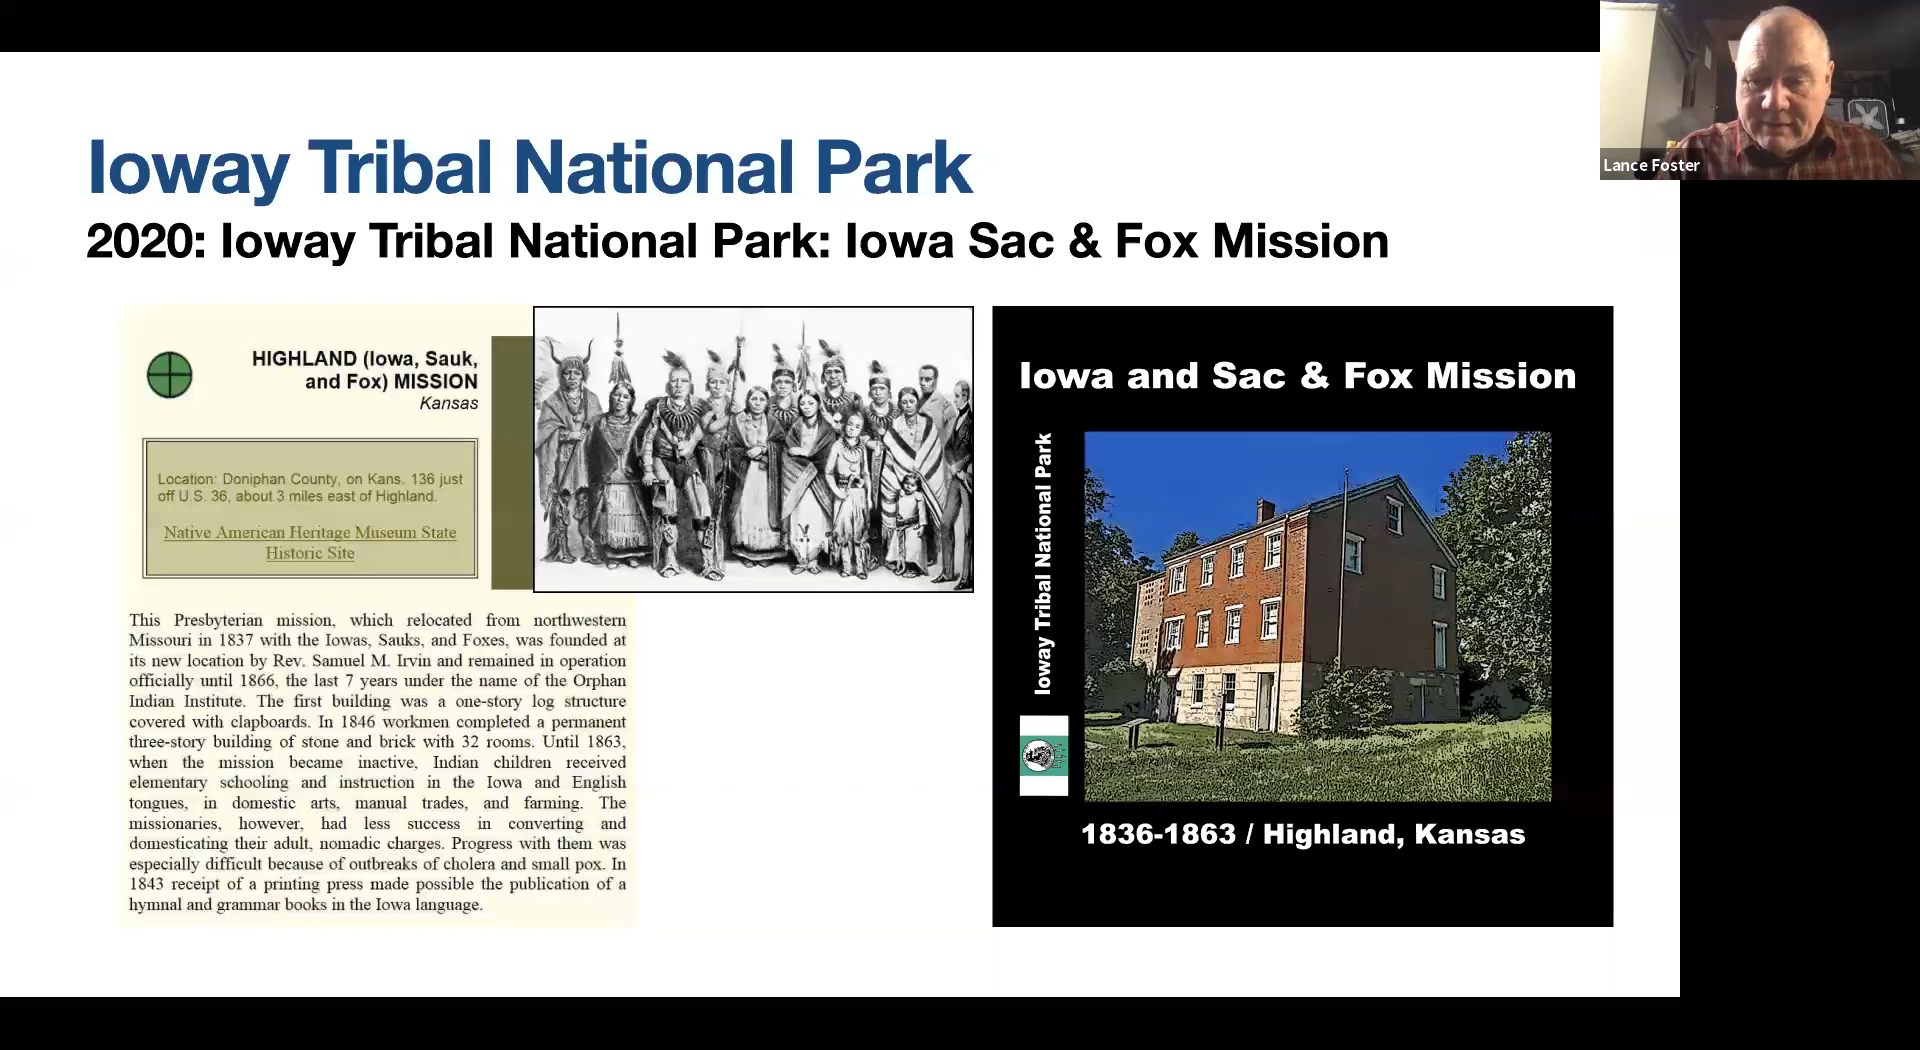 Ioway Tribal National Park
2020: Ioway Tribal National Park: Iowa Sac & Fox Mission
HIGHLAND (Iowa, Sauk,
and Fox) MISSION
Kansas
Location: Doniphan County, on Kans. 136 just
off U.S. 36, about 3 miles east of Highland.
Native American Heritage Museum State
Historic Site
This Presbyterian mission, which relocated from northwestern
Missouri in 1837 with the Iowas, Sauks, and Foxes, was founded at
its new location by Rev. Samuel M. Irvin and remained in operation
officially until 1866, the last 7 years under the name of the Orphan
Indian Institute. The first building was a one-story log structure
covered with clapboards. In 1846 workmen completed a permanent
three-story building of stone and brick with 32 rooms. Until 1863,
when the mission became inactive, Indian children received
elementary schooling and instruction in the Iowa and English
tongues, in domestic arts, manual trades, and farming. The
missionaries, however, had less success in converting and
domesticating their adult, nomadic charges. Progress with them was
especially difficult because of outbreaks of cholera and small pox. In
1843 receipt of a printing press made possible the publication of a
hymnal and grammar books in the Iowa language.
Iowa and Sac & Fox Mission
Ioway Tribal National Park
1836-1863 / Highland, Kansas
Lance Foster